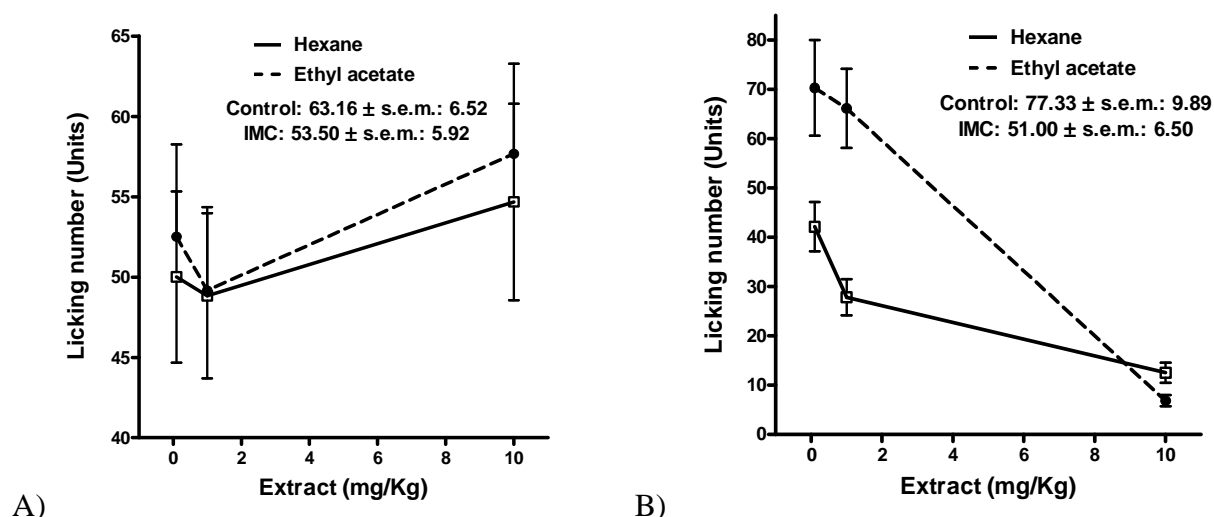 Hexane
Ethyl acetate
Control: 63.16 ± s.e.m.: 6.52
IMC: 53.50 ± s.e.m.: 5.92
Licking number (Units)
65
60
55
50
45
40
0 2 4 6 8 10
Extract (mg/Kg)
A)
Hexane
Ethyl acetate
Control: 77.33 ± s.e.m.: 9.89
IMC: 51.00 ± s.e.m.: 6.50
Licking number (Units)
80
70
60
50
40
30
20
10
0
0 2 4 6 8 10
Extract (mg/Kg)
B)